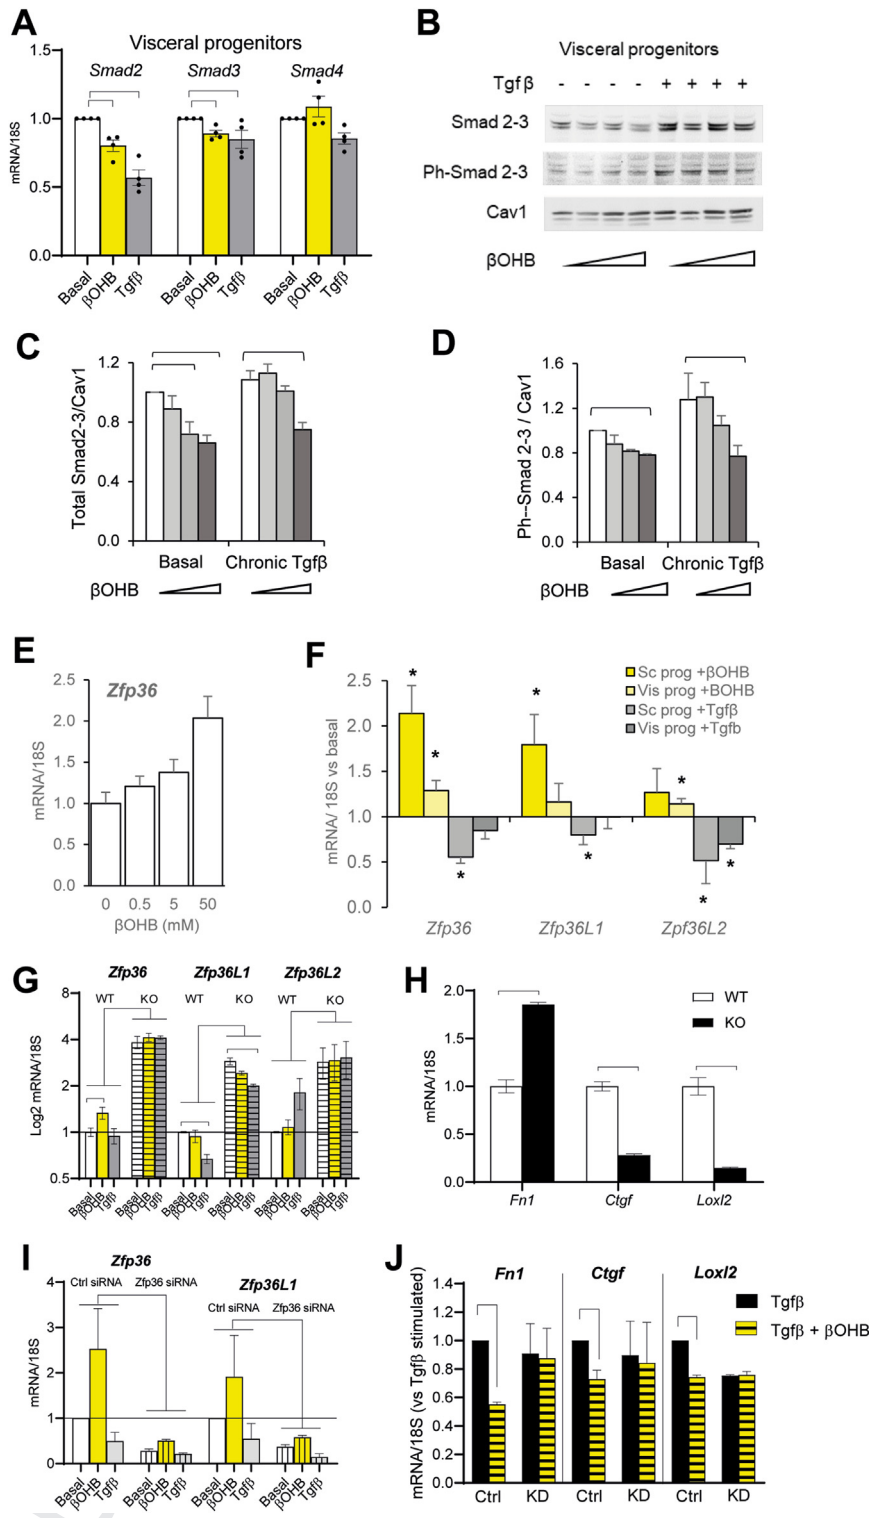 A
Visceral progenitors
Smad2 Smad3 Smad4
mRNA/18S
1.5
1.0
0.5
0.0
Basal βOHB Tgfβ Basal βOHB Tgfβ Basal βOHB Tgfβ
B
Visceral progenitors
Tgfβ - - - - + + + +
Smad 2-3
Ph-Smad 2-3
Cav1
βOHB
C
Total Smad2-3/Cav1
1.2
0.8
0.4
0.0
Basal Chronic Tgfβ
βOHB
D
Ph--Smad 2-3 / Cav1
1.6
1.2
0.8
0.4
0.0
Basal Chronic Tgfβ
βOHB
E
Zfp36
mRNA/18S
2.5
2.0
1.5
1.0
0.5
0.0
0 0.5 5 50
βOHB (mM)
F
Sc prog +βOHB
Vis prog +BOHB
Sc prog +Tgfβ
Vis prog +Tgfb
mRNA/ 18S vs basal
2.5
2.0
1.5
1.0
0.5
0.0
* * * * * * * *
Zfp36 Zfp36L1 Zpf36L2
G
Zfp36 Zfp36L1 Zfp36L2
WT KO WT KO WT KO
Log2 mRNA/18S
8
4
2
1
0.5
Basal βOHB Tgfβ Basal βOHB Tgfβ Basal βOHB Tgfβ Basal βOHB Tgfβ Basal βOHB Tgfβ Basal βOHB Tgfβ
H
WT
KO
mRNA/18S
2.0
1.5
1.0
0.5
0.0
Fn1 Ctgf Loxl2
I
Zfp36
Ctrl siRNA Zfp36 siRNA
Zfp36L1
Ctrl siRNA Zfp36 siRNA
mRNA/18S
4
3
2
1
0
Basal βOHB Tgfβ Basal βOHB Tgfβ Basal βOHB Tgfβ Basal βOHB Tgfβ
J
Fn1 Ctgf Loxl2
Tgfβ
Tgfβ + βOHB
mRNA/18S (vs Tgfβ stimulated)
1.4
1.2
1.0
0.8
0.6
0.4
0.2
0.0
Ctrl KD Ctrl KD Ctrl KD